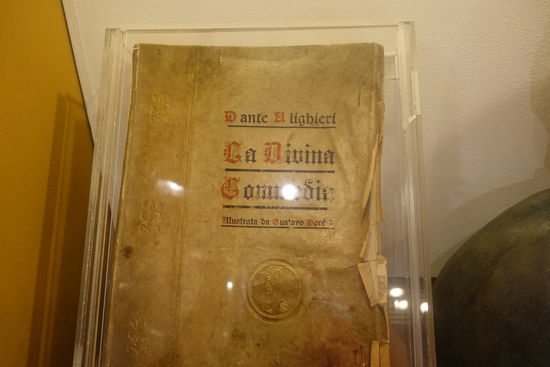 Dante Alighieri
La Divina
Commedia
Illustrata da Gustavo Doré